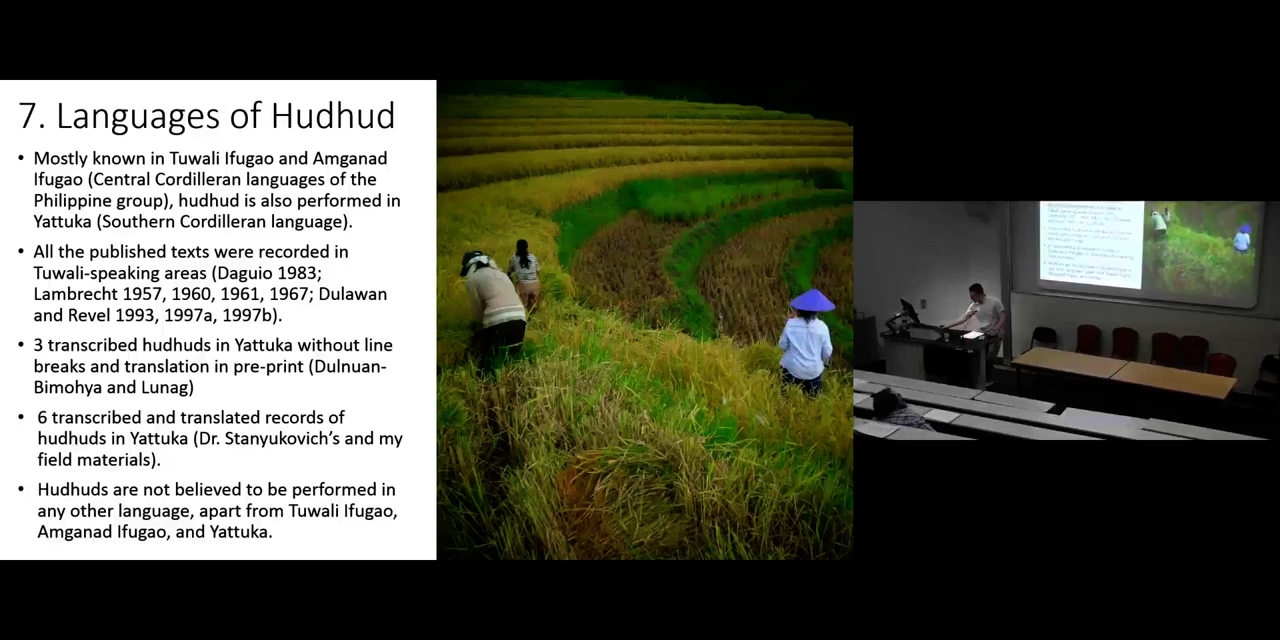 7. Languages of Hudhud
• Mostly known in Tuwali Ifugao and Amganad
Ifugao (Central Cordilleran languages of the
Philippine group), hudhud is also performed in
Yattuka (Southern Cordilleran language).
• All the published texts were recorded in
Tuwali-speaking areas (Daguio 1983;
Lambrecht 1957, 1960, 1961, 1967; Dulawan
and Revel 1993, 1997a, 1997b).
• 3 transcribed hudhuds in Yattuka without line
breaks and translation in pre-print (Dulnuan-
Bimohya and Lunag)
• 6 transcribed and translated records of
hudhuds in Yattuka (Dr. Stanyukovich’s and my
field materials).
• Hudhuds are not believed to be performed in
any other language, apart from Tuwali Ifugao,
Amganad Ifugao, and Yattuka.